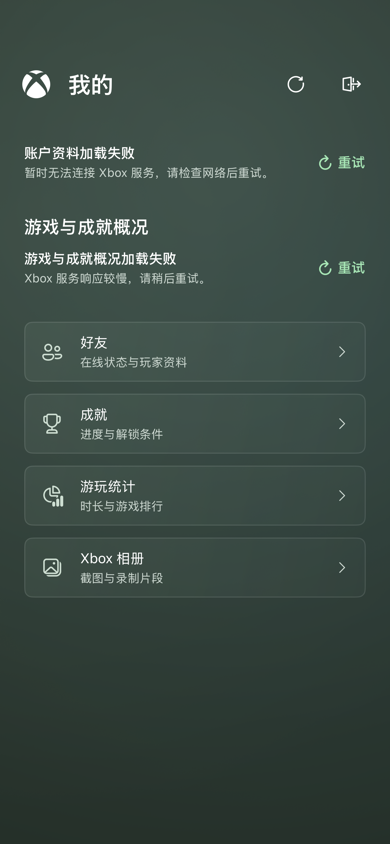 我的
账户资料加载失败
暂时无法连接 Xbox 服务，请检查网络后重试。
重试
游戏与成就概况
游戏与成就概况加载失败
Xbox 服务响应较慢，请稍后重试。
重试
好友
在线状态与玩家资料
成就
进度与解锁条件
游玩统计
时长与游戏排行
Xbox 相册
截图与录制片段